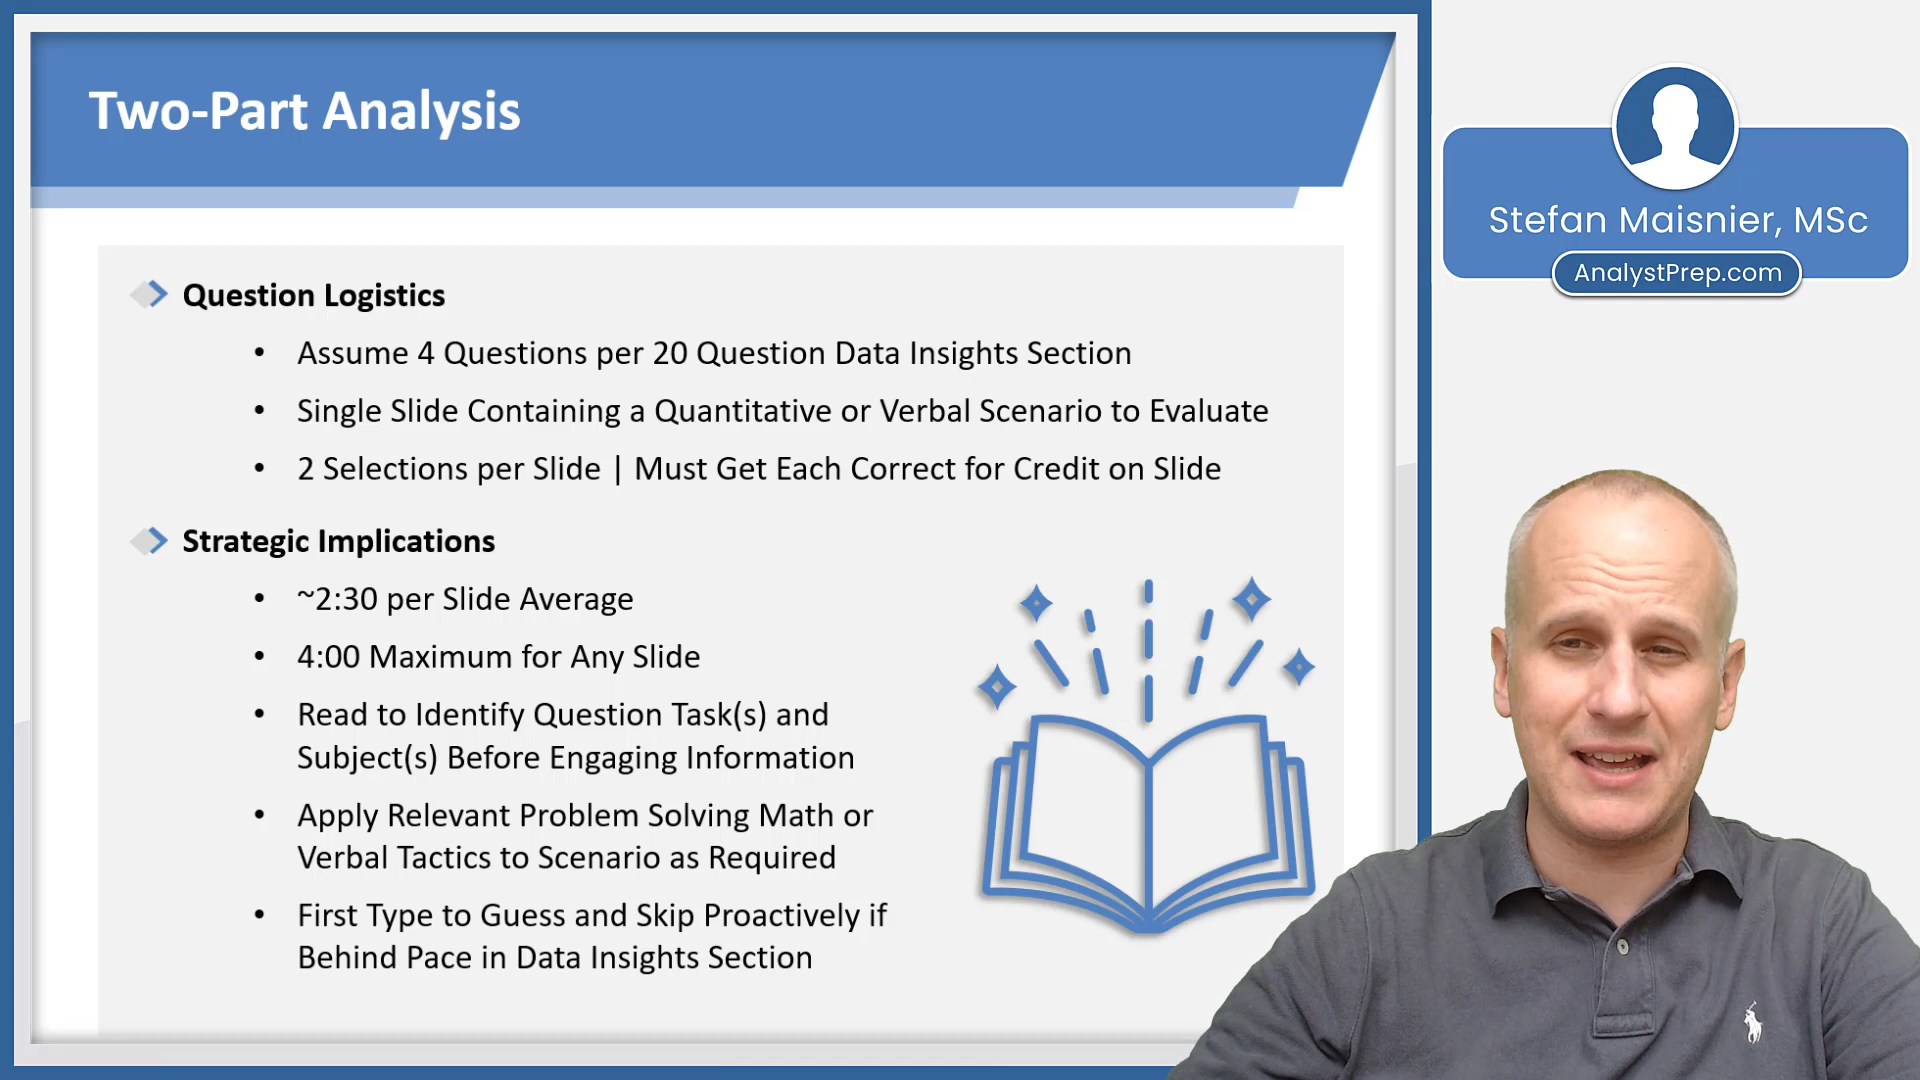 Two-Part Analysis
Question Logistics
• Assume 4 Questions per 20 Question Data Insights Section
• Single Slide Containing a Quantitative or Verbal Scenario to Evaluate
• 2 Selections per Slide | Must Get Each Correct for Credit on Slide
Strategic Implications
• ~2:30 per Slide Average
• 4:00 Maximum for Any Slide
• Read to Identify Question Task(s) and
Subject(s) Before Engaging Information
• Apply Relevant Problem Solving Math or
Verbal Tactics to Scenario as Required
• First Type to Guess and Skip Proactively if
Behind Pace in Data Insights Section
Stefan Maisnier, MSc
AnalystPrep.com